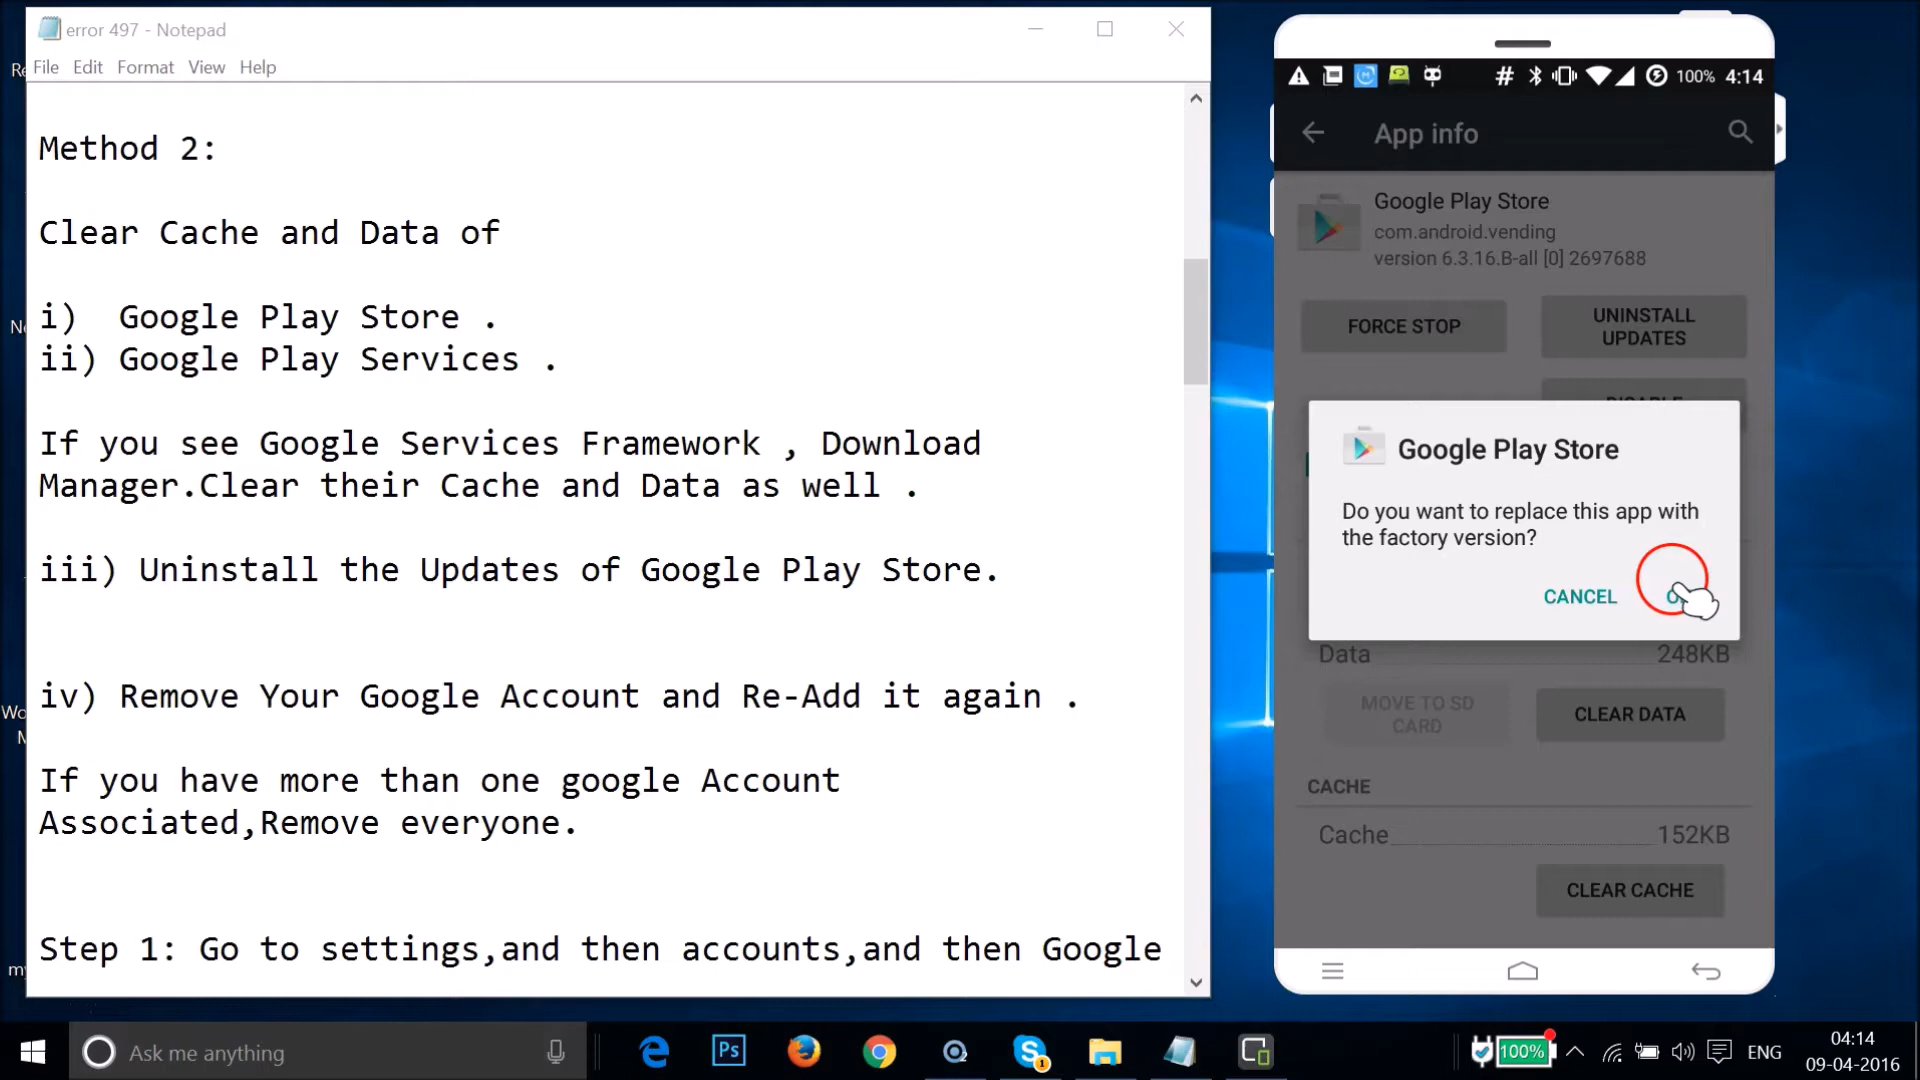 error 497 - Notepad
File Edit Format View Help
Method 2:
Clear Cache and Data of
i)  Google Play Store .
ii) Google Play Services .
If you see Google Services Framework , Download
Manager.Clear their Cache and Data as well .
iii) Uninstall the Updates of Google Play Store.
iv) Remove Your Google Account and Re-Add it again .
If you have more than one google Account
Associated,Remove everyone.
Step 1: Go to settings,and then accounts,and then Google
100% 4:14
App info
Google Play Store
com.android.vending
version 6.3.16.B-all [0] 2697688
FORCE STOP
UNINSTALL
UPDATES
Google Play Store
Do you want to replace this app with
the factory version?
CANCEL
Data 248KB
MOVE TO SD
CARD
CLEAR DATA
CACHE
Cache 152KB
CLEAR CACHE
Ask me anything
Ps
100%
ENG
04:14
09-04-2016